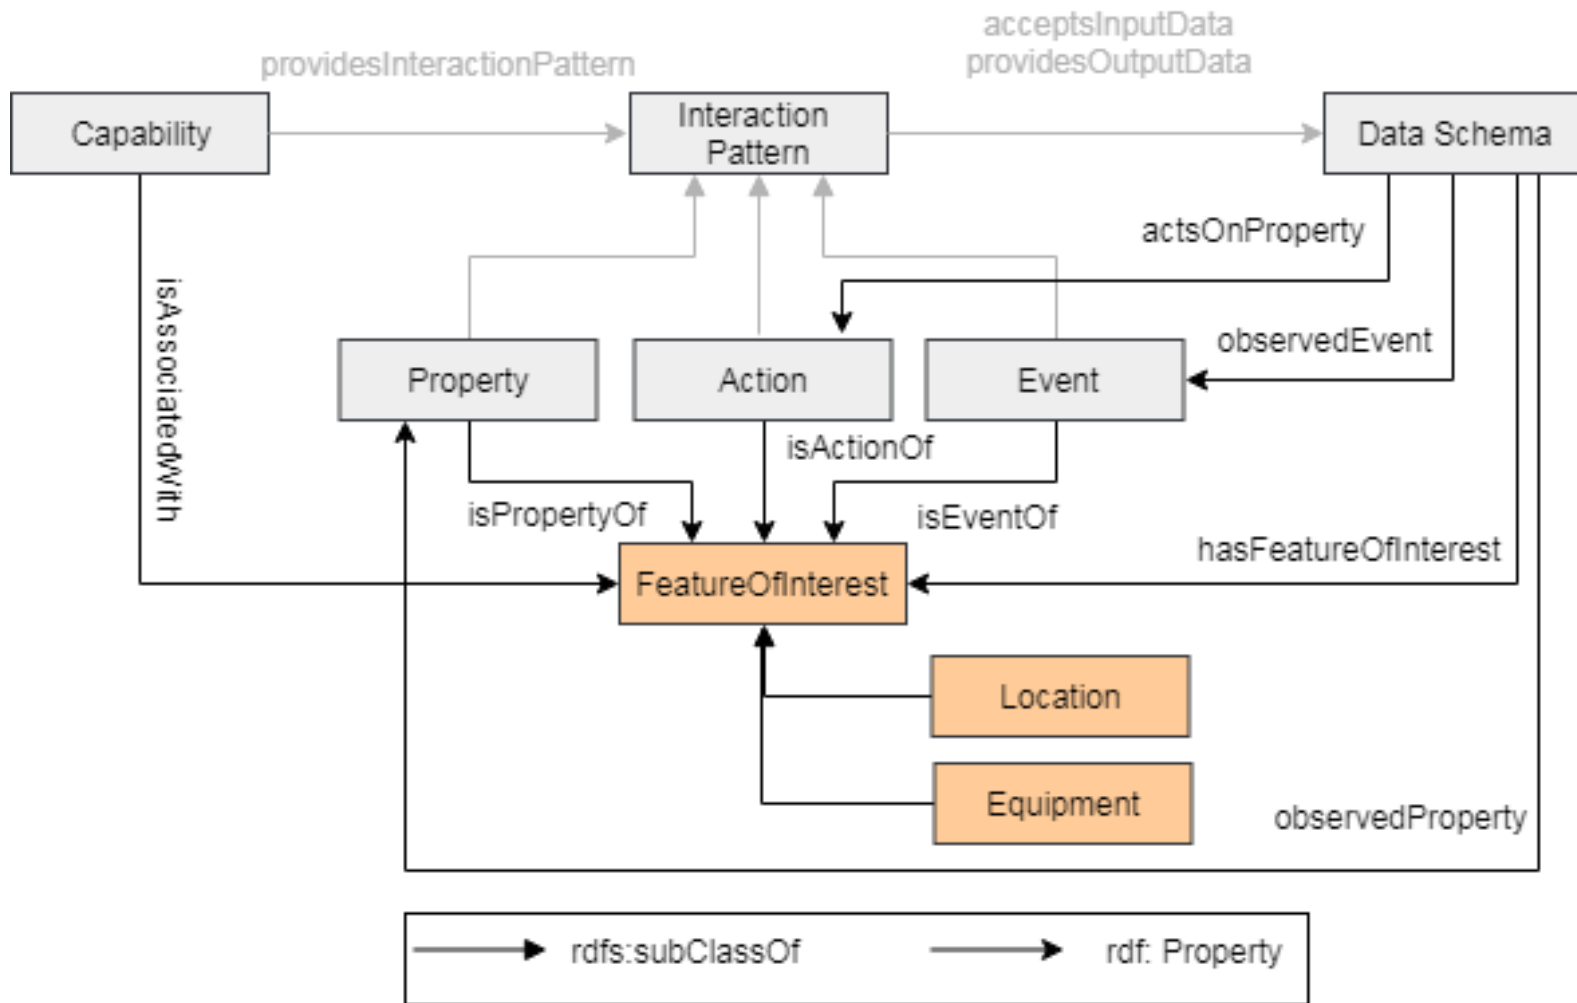 acceptsInputData
providesInteractionPattern
providesOutputData
Capability
Interaction
Pattern
Data Schema
actsOnProperty
isAssociatedWith
observedEvent
Property
Action
Event
isActionOf
isPropertyOf
isEventOf
hasFeatureOfInterest
FeatureOfInterest
Location
Equipment
observedProperty
rdfs:subClassOf
rdf: Property